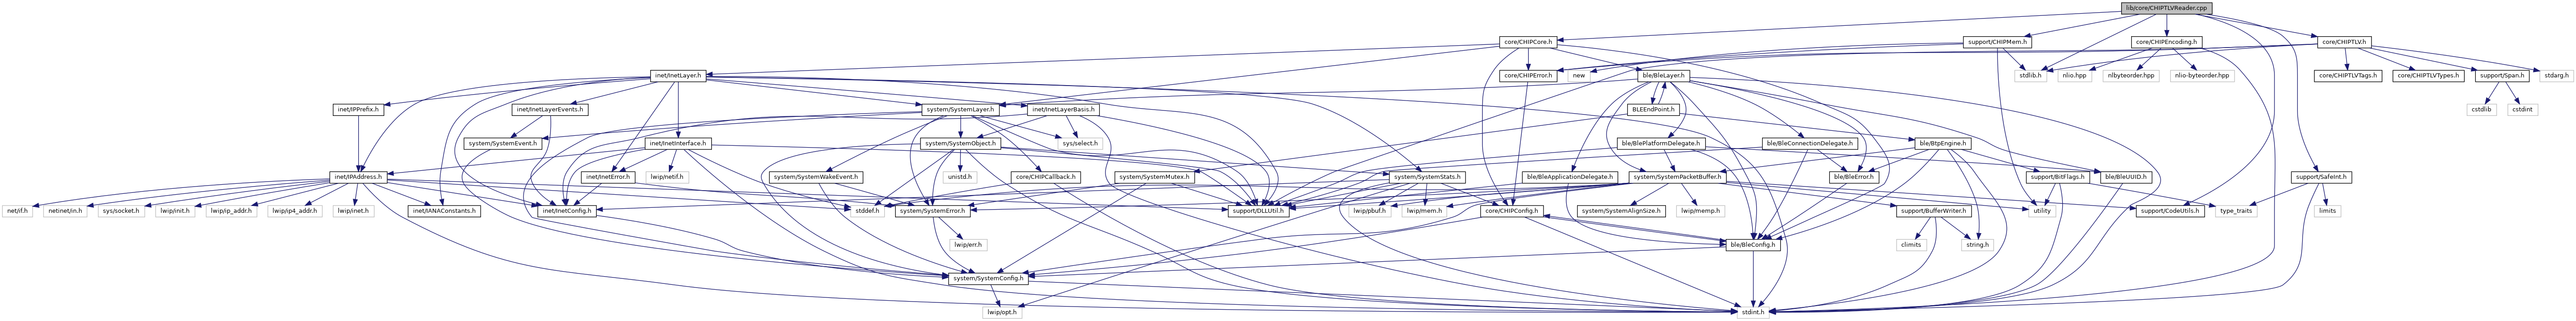 lib/core/CHIPTLVReader.cpp
core/CHIPCore.h
support/CHIPMem.h
core/CHIPEncoding.h
core/CHIPTLV.h
inet/InetLayer.h
core/CHIPError.h
new
ble/BleLayer.h
stdlib.h
nlio.hpp
nlbyteorder.hpp
nlio-byteorder.hpp
core/CHIPTLVTags.h
core/CHIPTLVTypes.h
support/Span.h
stdarg.h
inet/IPPrefix.h
inet/InetLayerEvents.h
system/SystemLayer.h
inet/InetLayerBasis.h
BLEEndPoint.h
cstdlib
cstdint
system/SystemEvent.h
inet/InetInterface.h
system/SystemObject.h
sys/select.h
ble/BlePlatformDelegate.h
ble/BleConnectionDelegate.h
ble/BtpEngine.h
inet/IPAddress.h
inet/InetError.h
lwip/netif.h
system/SystemWakeEvent.h
unistd.h
core/CHIPCallback.h
system/SystemMutex.h
system/SystemStats.h
ble/BleApplicationDelegate.h
system/SystemPacketBuffer.h
ble/BleError.h
support/BitFlags.h
ble/BleUUID.h
support/SafeInt.h
net/if.h
netinet/in.h
sys/socket.h
lwip/init.h
lwip/ip_addr.h
lwip/ip4_addr.h
lwip/inet.h
inet/IANAConstants.h
inet/InetConfig.h
stddef.h
system/SystemError.h
support/DLLUtil.h
lwip/pbuf.h
lwip/mem.h
core/CHIPConfig.h
system/SystemAlignSize.h
lwip/memp.h
support/BufferWriter.h
utility
support/CodeUtils.h
type_traits
limits
lwip/err.h
ble/BleConfig.h
climits
string.h
system/SystemConfig.h
lwip/opt.h
stdint.h